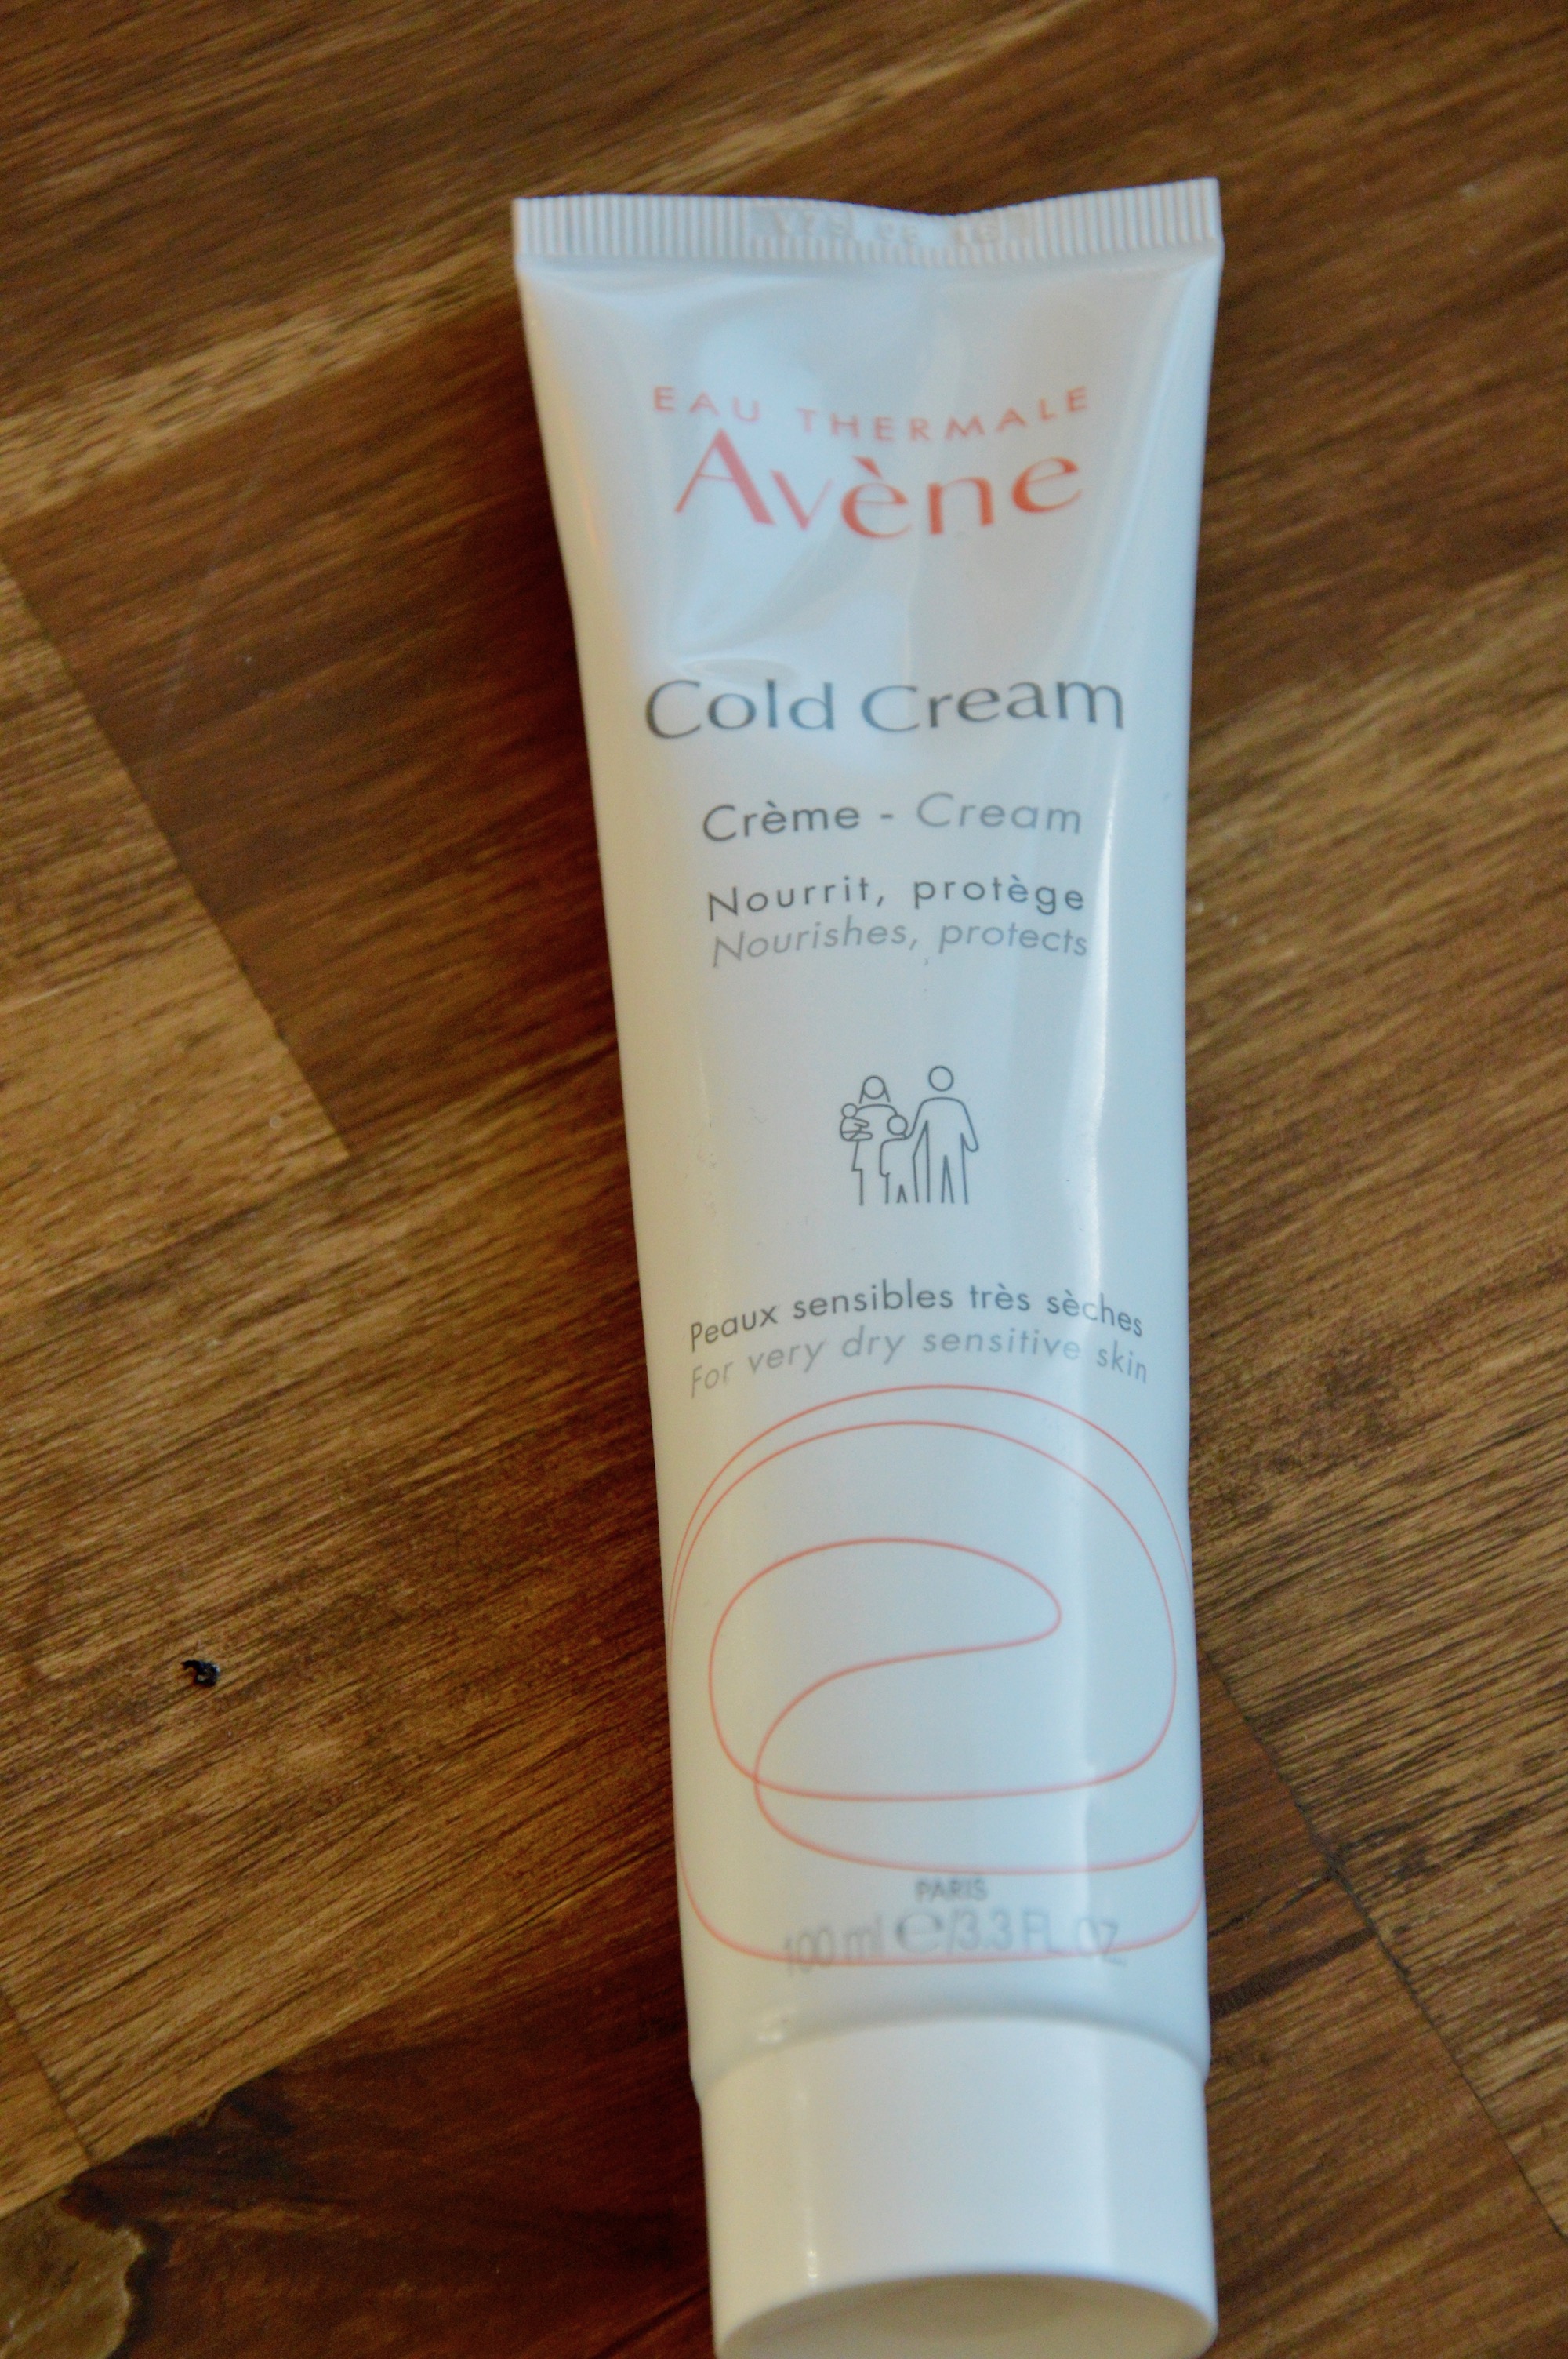 EAU THERMALE
Avène
Cold Cream
Crème - Cream
Nourrit, protège
Nourishes, protects
Peaux sensibles très sèches
For very dry sensitive skin
PARIS
100 ml ℮/3.3 FL. OZ.